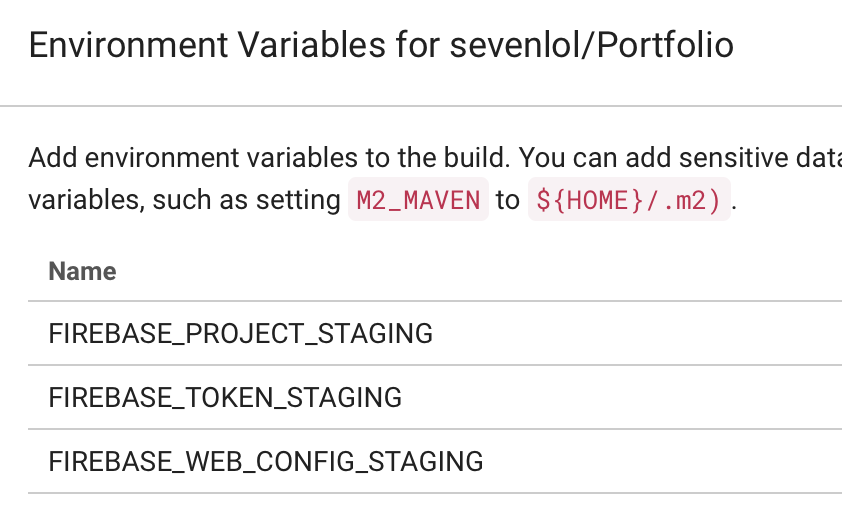 Environment Variables for sevenlol/Portfolio
Add environment variables to the build. You can add sensitive data
variables, such as setting M2_MAVEN to ${HOME}/.m2).
Name
FIREBASE_PROJECT_STAGING
FIREBASE_TOKEN_STAGING
FIREBASE_WEB_CONFIG_STAGING